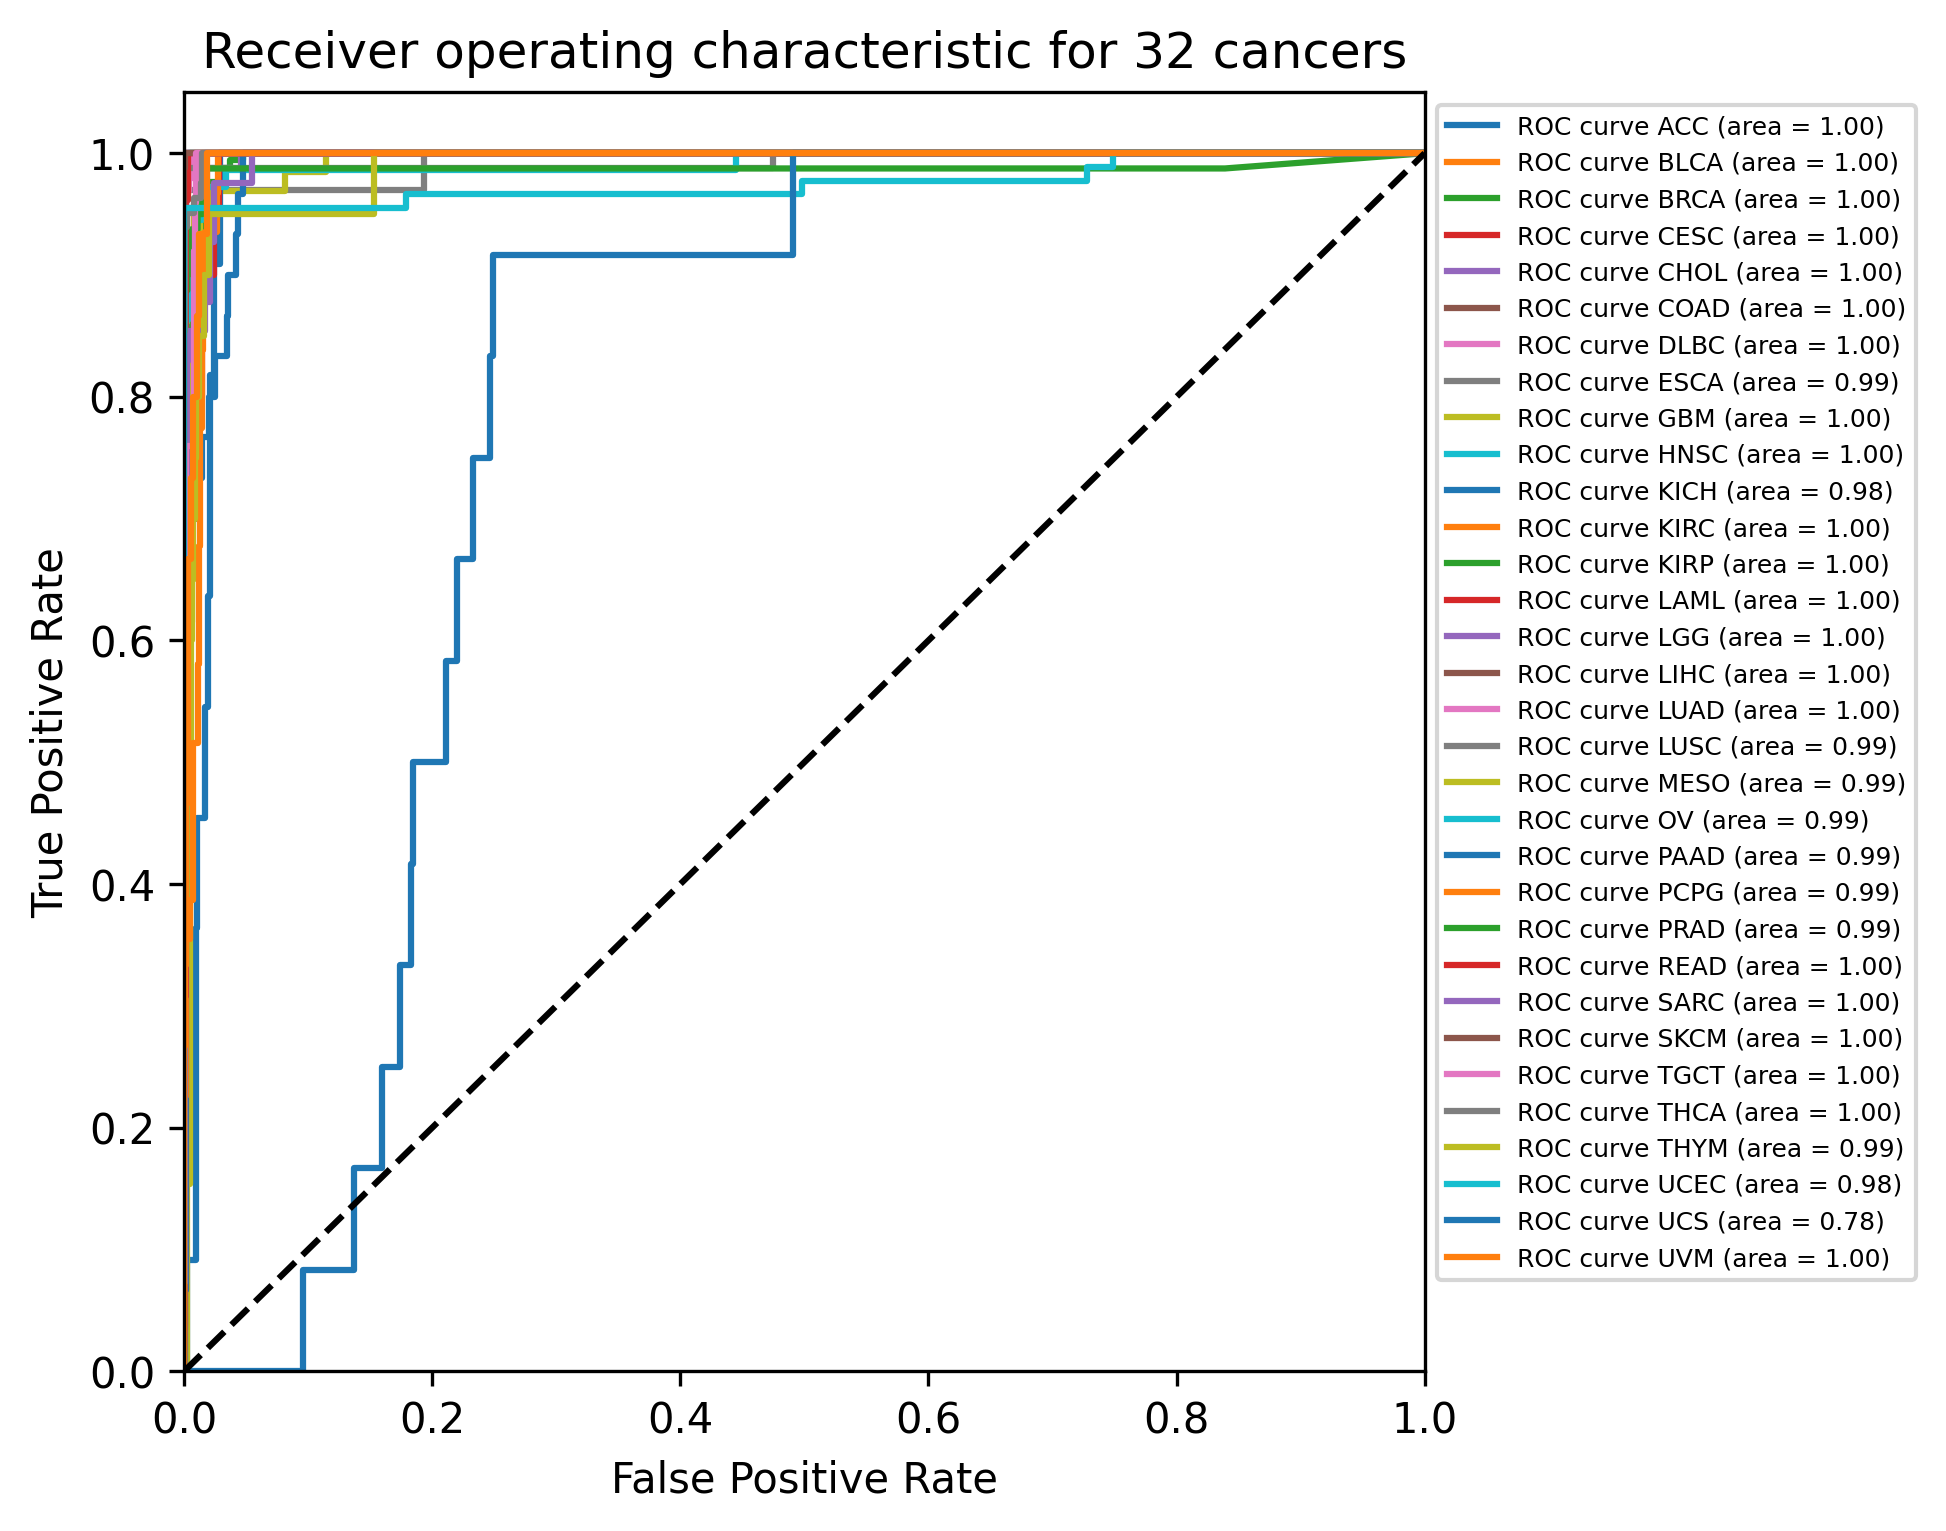 Receiver operating characteristic for 32 cancers
1.0
0.8
0.6
0.4
0.2
0.0
True Positive Rate
0.0 0.2 0.4 0.6 0.8 1.0
False Positive Rate
ROC curve ACC (area = 1.00)
ROC curve BLCA (area = 1.00)
ROC curve BRCA (area = 1.00)
ROC curve CESC (area = 1.00)
ROC curve CHOL (area = 1.00)
ROC curve COAD (area = 1.00)
ROC curve DLBC (area = 1.00)
ROC curve ESCA (area = 0.99)
ROC curve GBM (area = 1.00)
ROC curve HNSC (area = 1.00)
ROC curve KICH (area = 0.98)
ROC curve KIRC (area = 1.00)
ROC curve KIRP (area = 1.00)
ROC curve LAML (area = 1.00)
ROC curve LGG (area = 1.00)
ROC curve LIHC (area = 1.00)
ROC curve LUAD (area = 1.00)
ROC curve LUSC (area = 0.99)
ROC curve MESO (area = 0.99)
ROC curve OV (area = 0.99)
ROC curve PAAD (area = 0.99)
ROC curve PCPG (area = 0.99)
ROC curve PRAD (area = 0.99)
ROC curve READ (area = 1.00)
ROC curve SARC (area = 1.00)
ROC curve SKCM (area = 1.00)
ROC curve TGCT (area = 1.00)
ROC curve THCA (area = 1.00)
ROC curve THYM (area = 0.99)
ROC curve UCEC (area = 0.98)
ROC curve UCS (area = 0.78)
ROC curve UVM (area = 1.00)